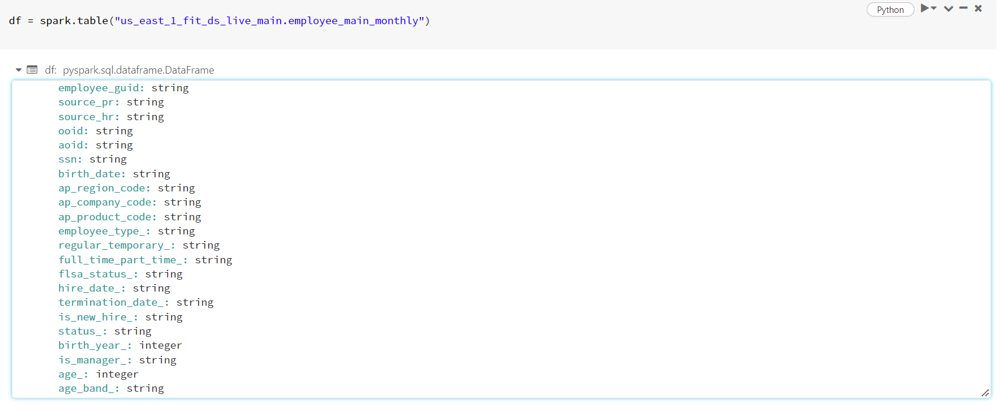 Python
df = spark.table("us_east_1_fit_ds_live_main.employee_main_monthly")
df: pyspark.sql.dataframe.DataFrame
employee_guid: string
source_pr: string
source_hr: string
ooid: string
aoid: string
ssn: string
birth_date: string
ap_region_code: string
ap_company_code: string
ap_product_code: string
employee_type_: string
regular_temporary_: string
full_time_part_time_: string
flsa_status_: string
hire_date_: string
termination_date_: string
is_new_hire_: string
status_: string
birth_year_: integer
is_manager_: string
age_: integer
age_band_: string